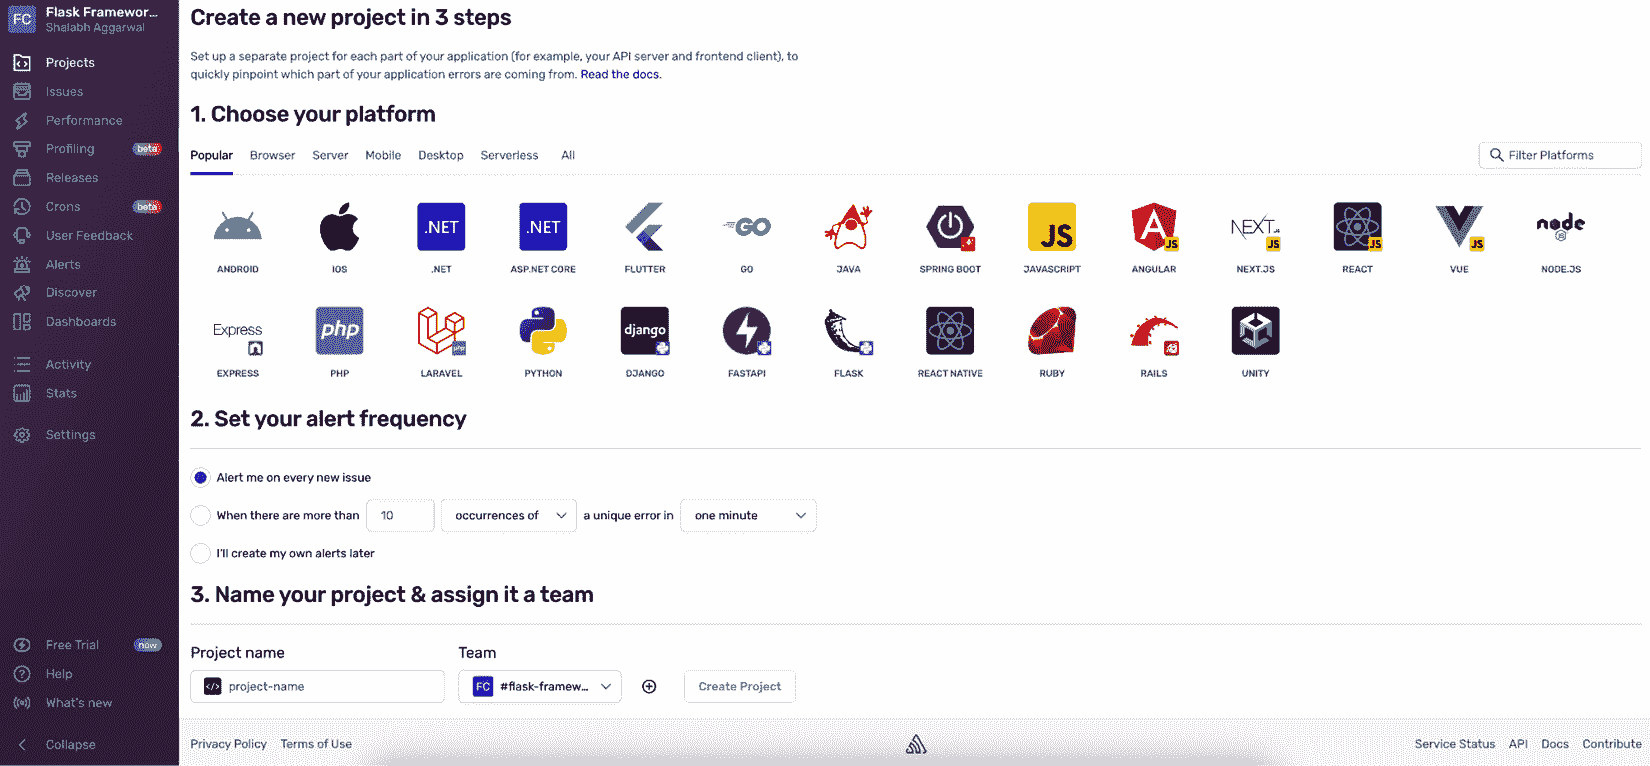 FC Flask Framewor...
Shalabh Aggarwal
Projects
Issues
Performance
Profiling beta
Releases
Crons beta
User Feedback
Alerts
Discover
Dashboards
Activity
Stats
Settings
Free Trial now
Help
What's new
Collapse
Create a new project in 3 steps
Set up a separate project for each part of your application (for example, your API server and frontend client), to
quickly pinpoint which part of your application errors are coming from. Read the docs.
1. Choose your platform
Popular Browser Server Mobile Desktop Serverless All Filter Platforms
.NET .NET GO JS JS NEXT.JS JS JS JS node JS
ANDROID IOS .NET ASP.NET CORE FLUTTER GO JAVA SPRING BOOT JAVASCRIPT ANGULAR NEXT.JS REACT VUE NODE.JS
Express php php django
EXPRESS PHP LARAVEL PYTHON DJANGO FASTAPI FLASK REACT NATIVE RUBY RAILS UNITY
2. Set your alert frequency
Alert me on every new issue
When there are more than 10 occurrences of a unique error in one minute
I'll create my own alerts later
3. Name your project & assign it a team
Project name Team
</> project-name FC #flask-framew... Create Project
Privacy Policy Terms of Use Service Status API Docs Contribute